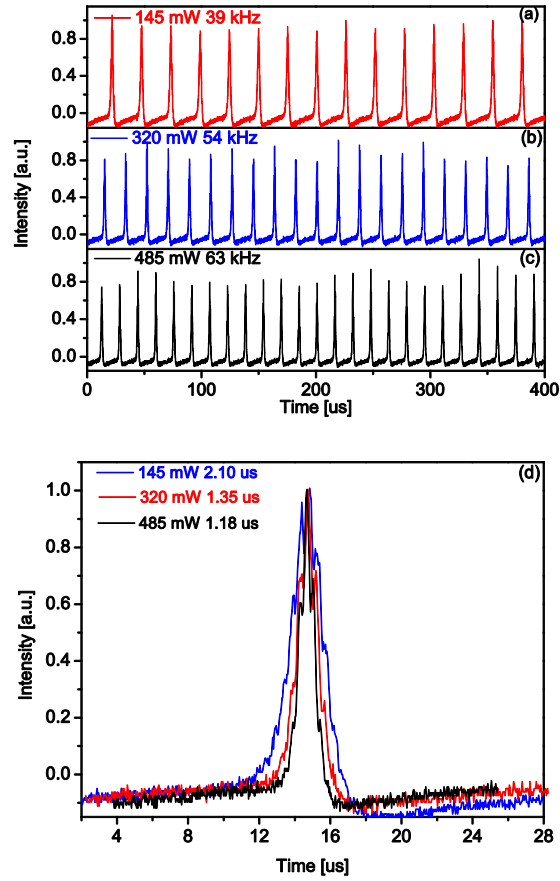 (a)
145 mW 39 kHz
0.8
0.4
0.0
(b)
320 mW 54 kHz
0.8
0.4
0.0
Intensity [a.u.]
(c)
485 mW 63 kHz
0.8
0.4
0.0
0 100 200 300 400
Time [us]
(d)
145 mW 2.10 us
320 mW 1.35 us
485 mW 1.18 us
1.0
0.8
0.6
0.4
0.2
0.0
Intensity [a.u.]
4 8 12 16 20 24 28
Time [us]